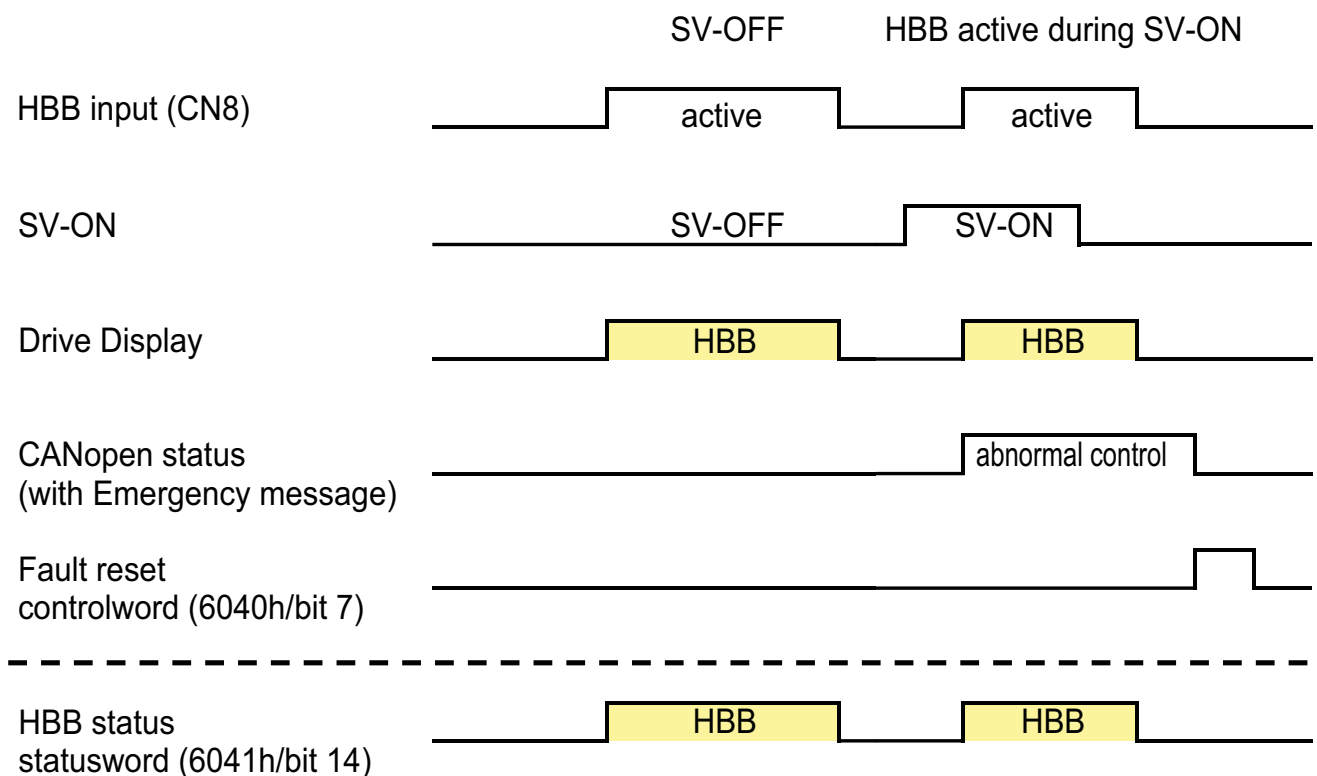 SV-OFF HBB active during SV-ON
HBB input (CN8) active active
SV-ON SV-OFF SV-ON
Drive Display HBB HBB
CANopen status abnormal control
(with Emergency message)
Fault reset
controlword (6040h/bit 7)
HBB status HBB HBB
statusword (6041h/bit 14)